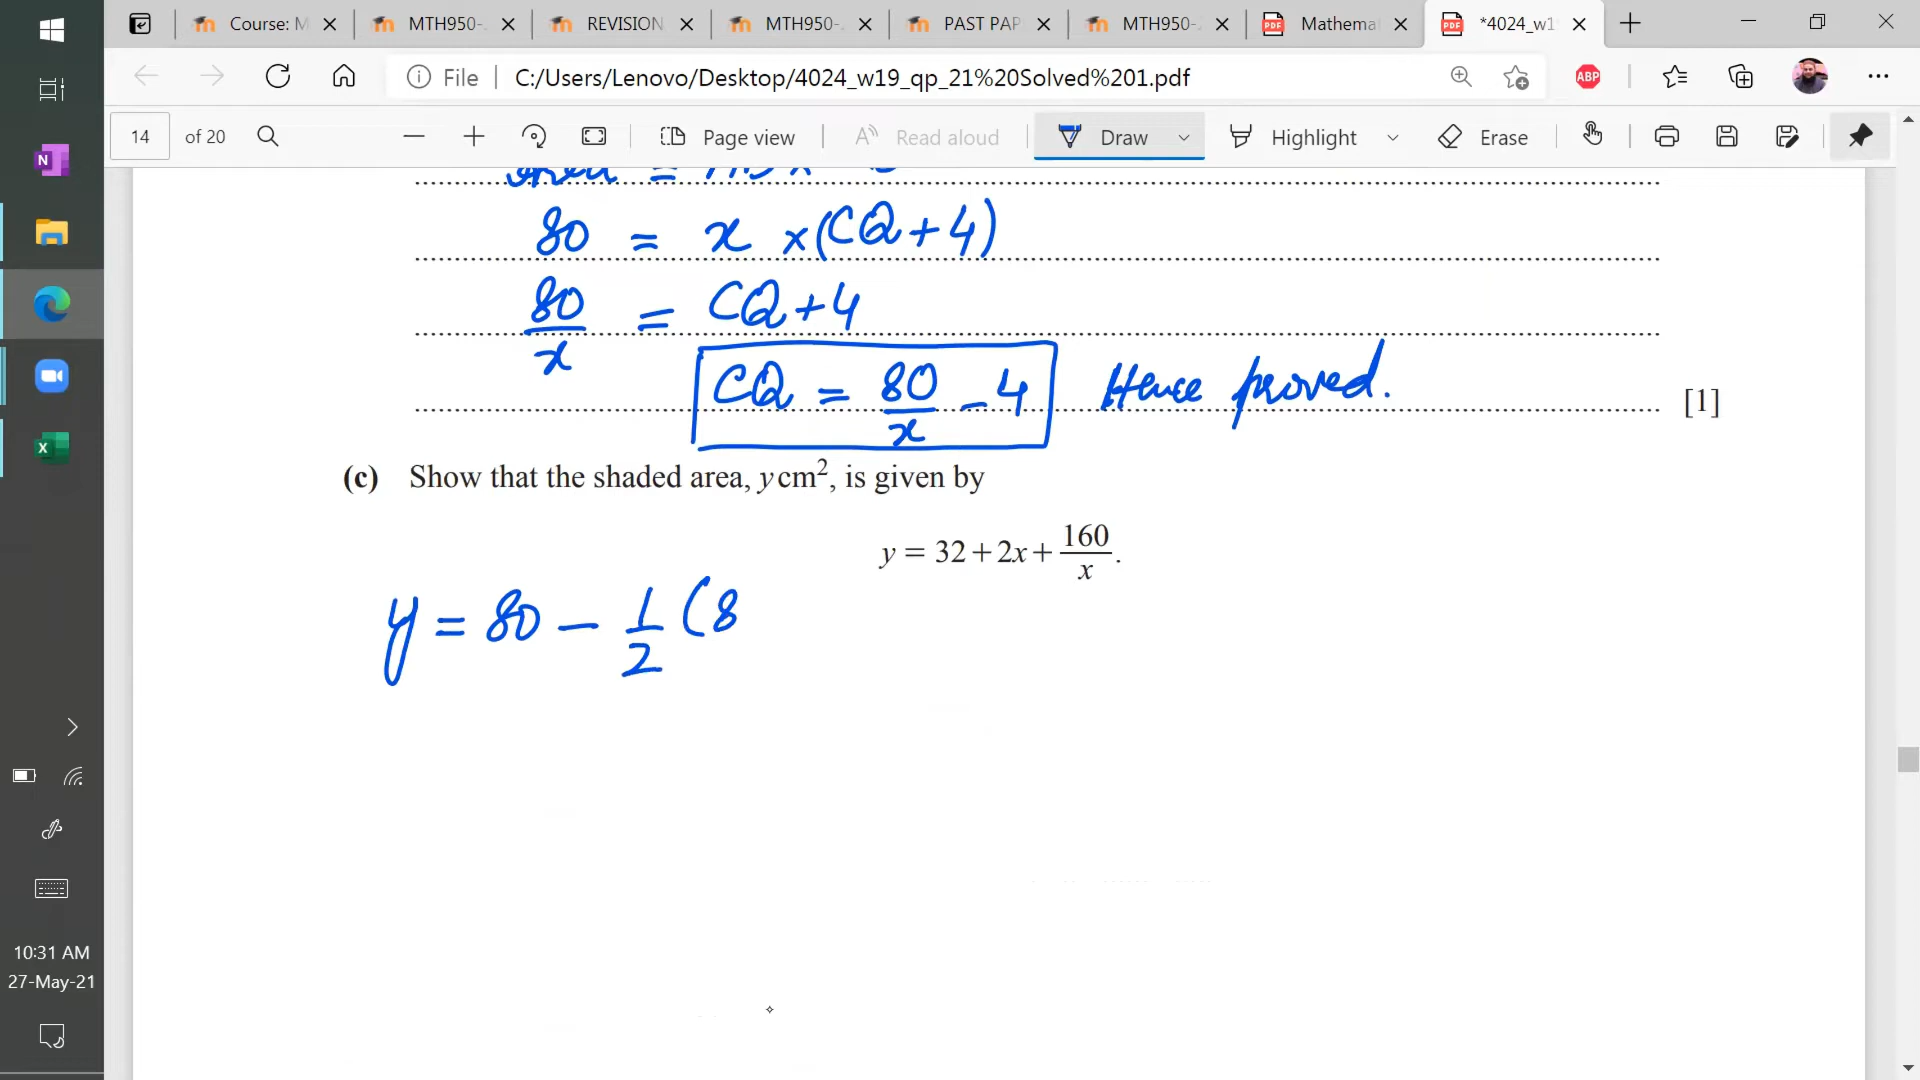 Course: M
MTH950-
REVISION
MTH950-
PAST PAP
MTH950-
Mathema
*4024_w1
File
C:/Users/Lenovo/Desktop/4024_w19_qp_21%20Solved%201.pdf
ABP
14 of 20
Page view
Read aloud
Draw
Highlight
Erase
80 = x × (CQ + 4)
80/x = CQ + 4
CQ = 80/x - 4 Hence proved. [1]
(c) Show that the shaded area, y cm², is given by
y = 32 + 2x + 160/x.
y = 80 - 1/2 (8
10:31 AM
27-May-21